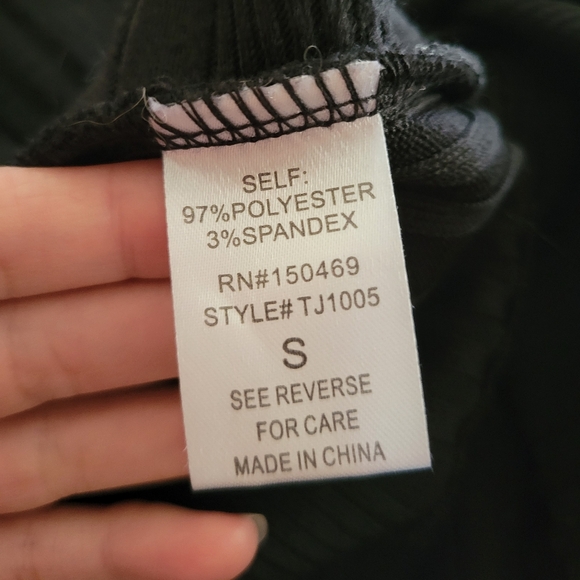 SELF:
97%POLYESTER
3%SPANDEX
RN#150469
STYLE# TJ1005
S
SEE REVERSE
FOR CARE
MADE IN CHINA